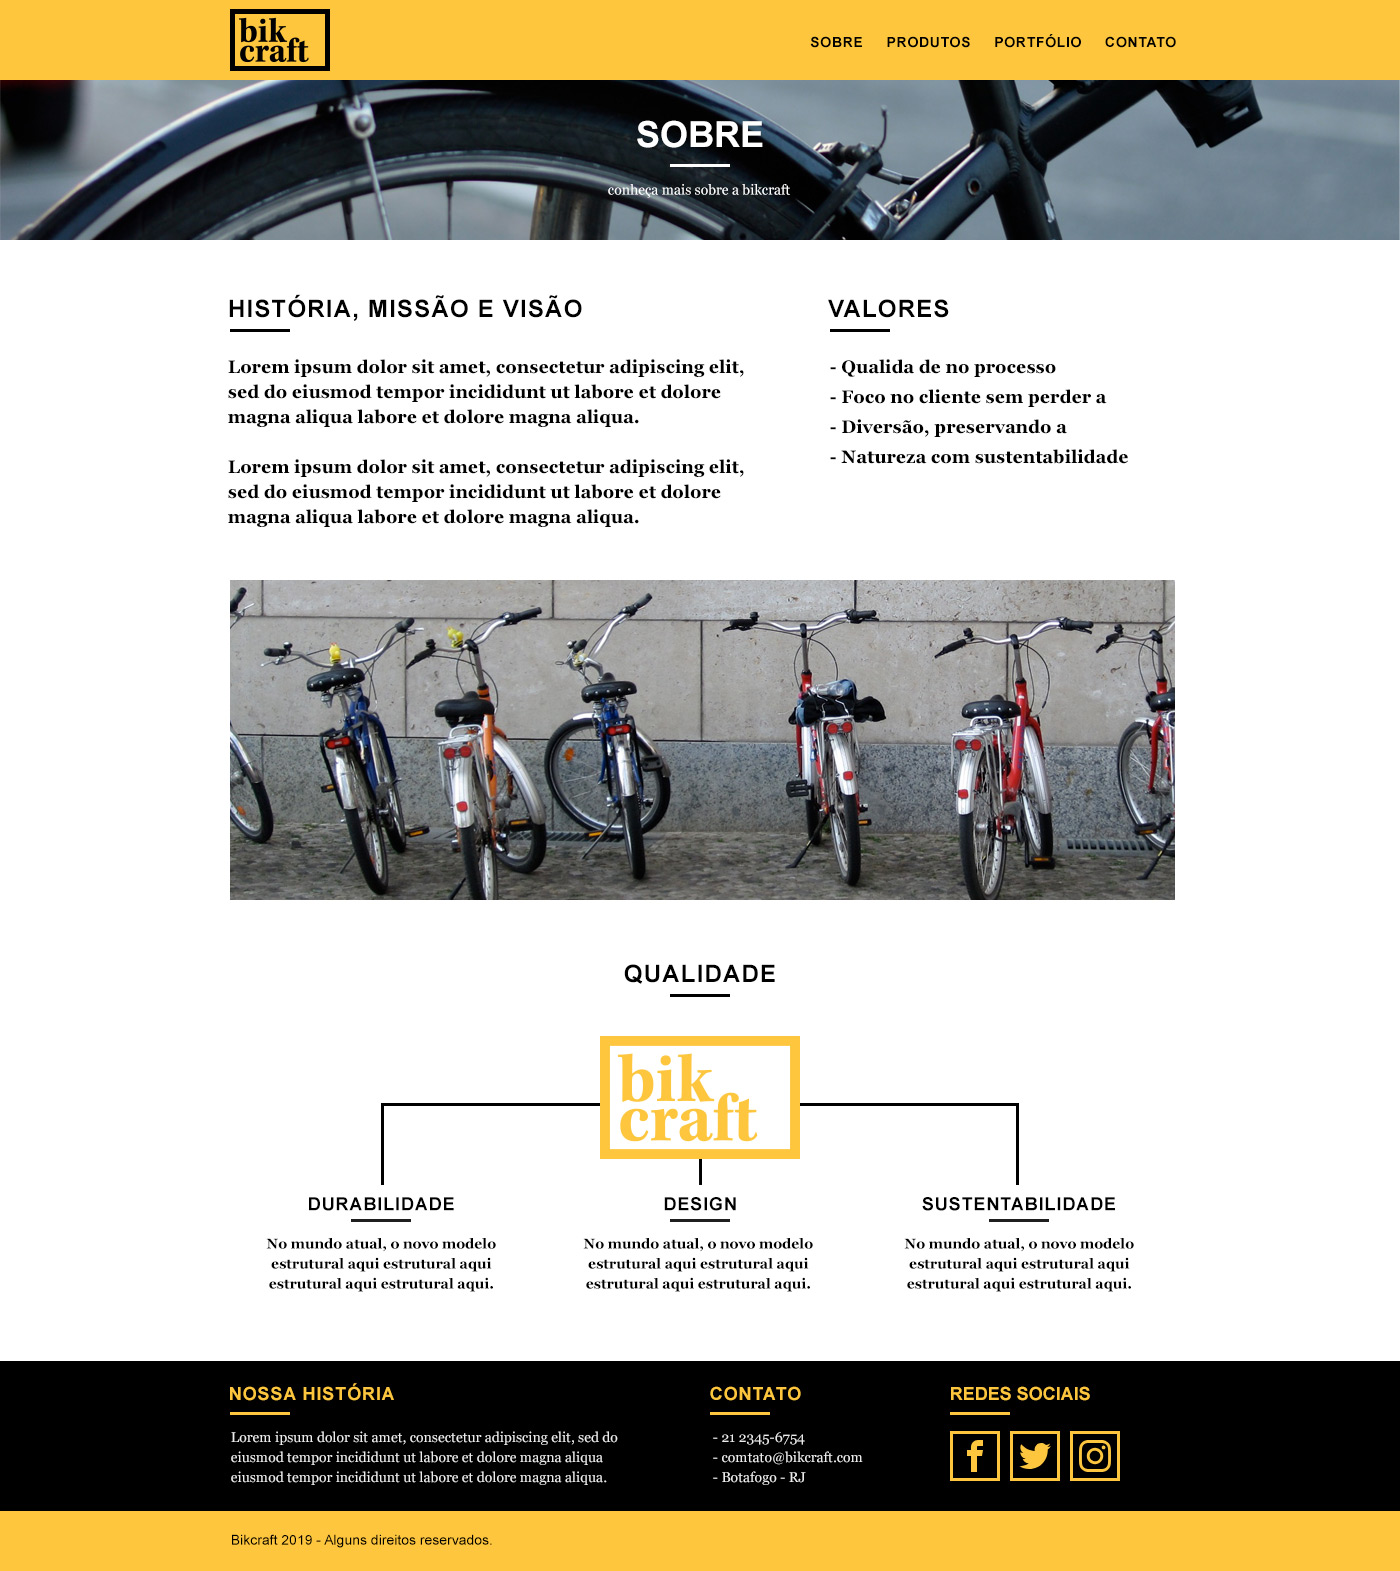 bik
craft
SOBRE PRODUTOS PORTFÓLIO CONTATO
SOBRE
conheça mais sobre a bikcraft
HISTÓRIA, MISSÃO E VISÃO
Lorem ipsum dolor sit amet, consectetur adipiscing elit,
sed do eiusmod tempor incididunt ut labore et dolore
magna aliqua labore et dolore magna aliqua.
Lorem ipsum dolor sit amet, consectetur adipiscing elit,
sed do eiusmod tempor incididunt ut labore et dolore
magna aliqua labore et dolore magna aliqua.
VALORES
- Qualida de no processo
- Foco no cliente sem perder a
- Diversão, preservando a
- Natureza com sustentabilidade
QUALIDADE
bik
craft
DURABILIDADE
No mundo atual, o novo modelo
estrutural aqui estrutural aqui
estrutural aqui estrutural aqui.
DESIGN
No mundo atual, o novo modelo
estrutural aqui estrutural aqui
estrutural aqui estrutural aqui.
SUSTENTABILIDADE
No mundo atual, o novo modelo
estrutural aqui estrutural aqui
estrutural aqui estrutural aqui.
NOSSA HISTÓRIA
Lorem ipsum dolor sit amet, consectetur adipiscing elit, sed do
eiusmod tempor incididunt ut labore et dolore magna aliqua
eiusmod tempor incididunt ut labore et dolore magna aliqua.
CONTATO
- 21 2345-6754
- comtato@bikcraft.com
- Botafogo - RJ
REDES SOCIAIS
Bikcraft 2019 - Alguns direitos reservados.